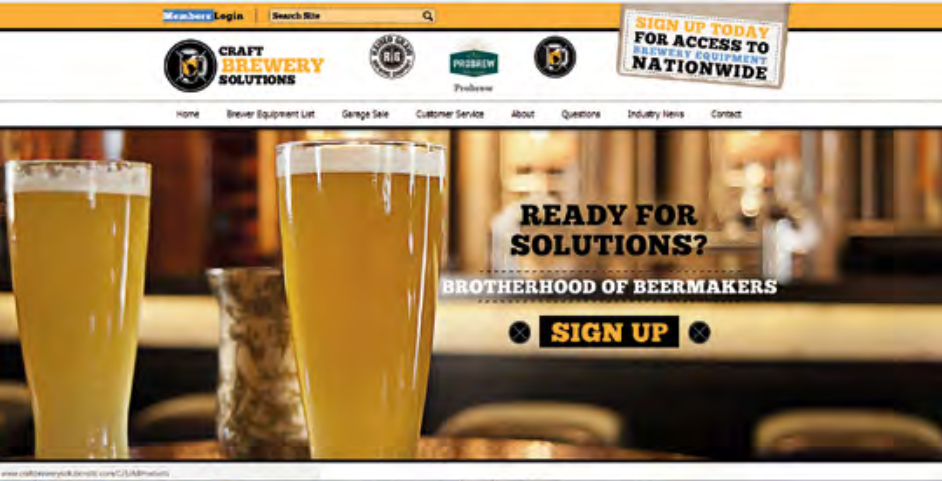 Members Login
Search Site
SIGN UP TODAY
FOR ACCESS TO
BREWERY EQUIPMENT
NATIONWIDE
CRAFT
BREWERY
SOLUTIONS
RIG
PROBREW
Probrew
Home Brewer Equipment List Garage Sale Customer Service About Questions Industry News Contact
READY FOR
SOLUTIONS?
BROTHERHOOD OF BEERMAKERS
SIGN UP